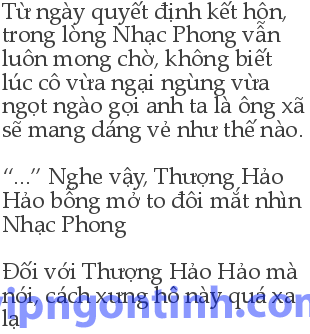 Từ ngày quyết định kết hôn,
trong lòng Nhạc Phong vẫn
luôn mong chờ, không biết
lúc cô vừa ngại ngùng vừa
ngọt ngào gọi anh ta là ông xã
sẽ mang dáng vẻ như thế nào.
“...” Nghe vậy, Thượng Hảo
Hảo bỗng mở to đôi mắt nhìn
Nhạc Phong
Đối với Thượng Hảo Hảo mà
nói, cách xưng hô này quá xa
lạ
vipngontinh.com